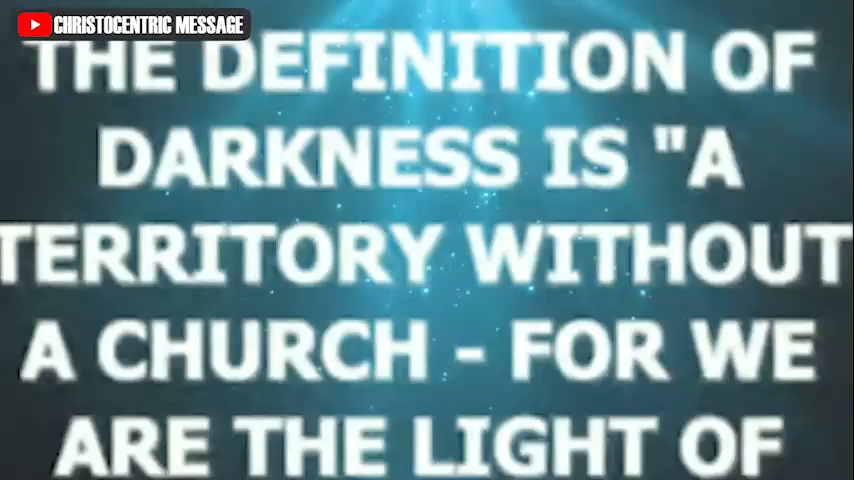 CHRISTOCENTRIC MESSAGE
THE DEFINITION OF
DARKNESS IS "A
TERRITORY WITHOUT
A CHURCH - FOR WE
ARE THE LIGHT OF